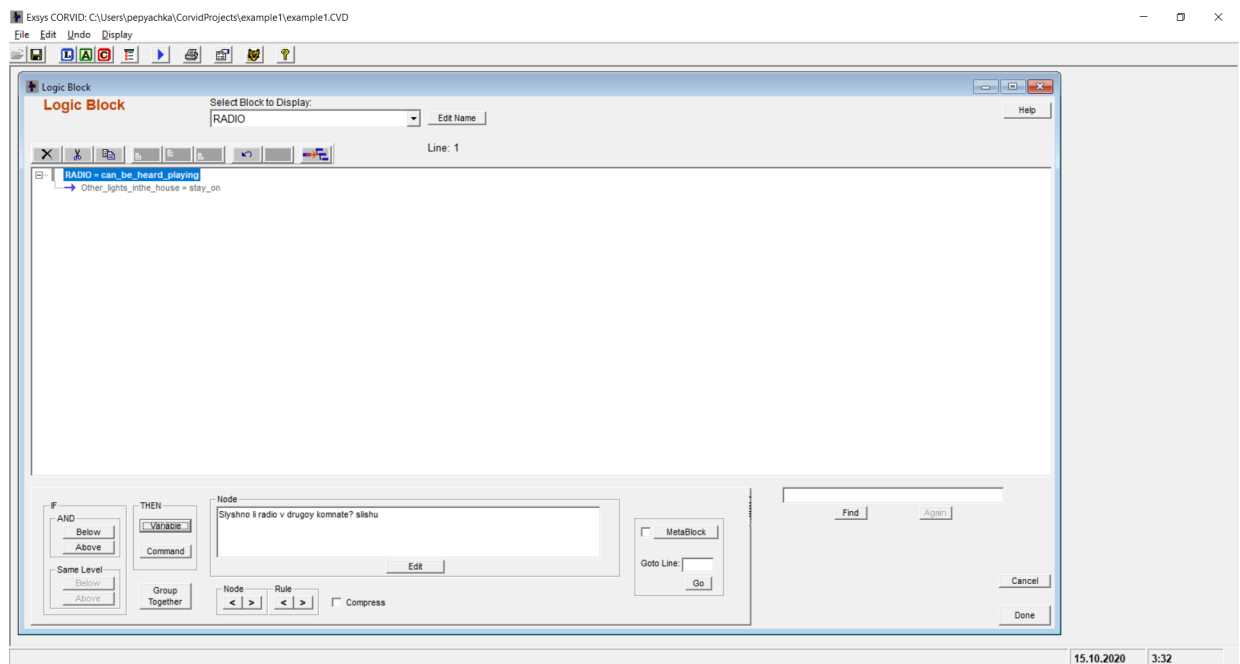 Exsys CORVID: C:\Users\pepyachka\CorvidProjects\example1\example1.CVD
File Edit Undo Display
L A C
?
Logic Block
Logic Block
Select Block to Display:
RADIO
Edit Name
Help
Line: 1
RADIO = can_be_heard_playing
Other_lights_inthe_house = stay_on
IF
AND
Below
Above
Same Level
Below
Above
THEN
Variable
Command
Group
Together
Node
Slyshno li radio v drugoy komnate? slishu
Edit
Node
< >
Rule
< >
Compress
MetaBlock
Goto Line:
Go
Find
Again
Cancel
Done
15.10.2020 3:32